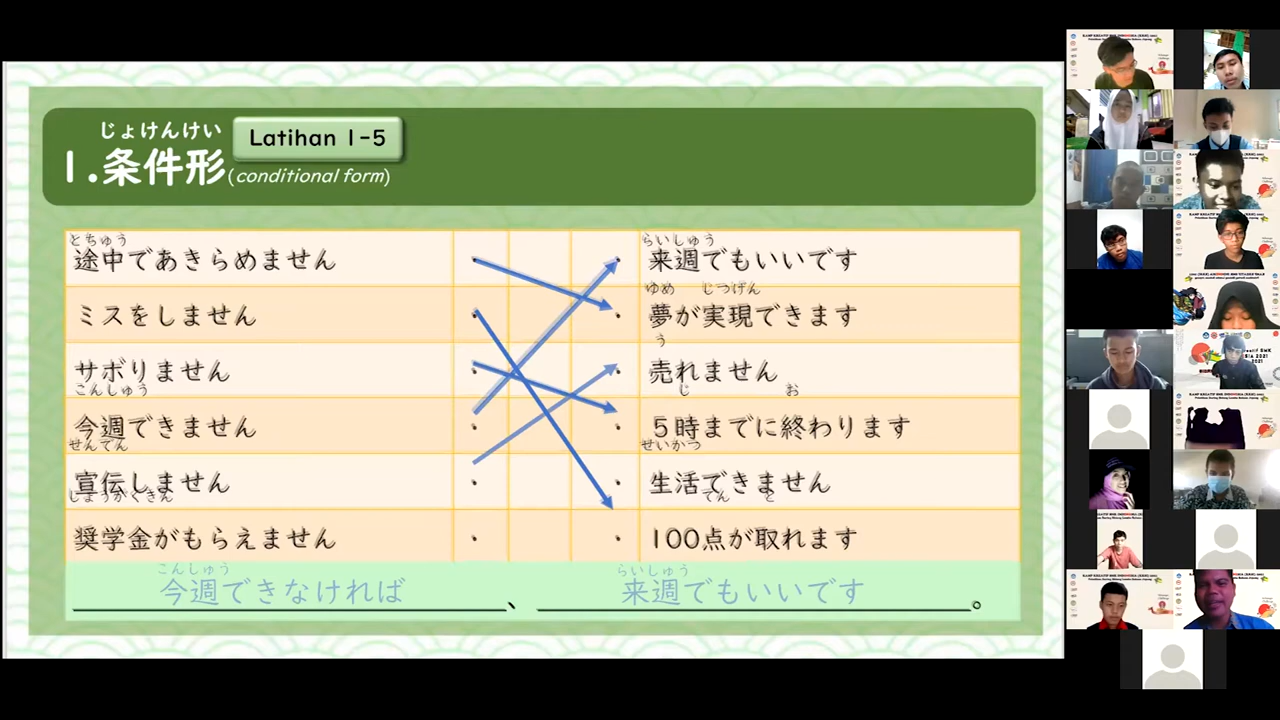 じょけんけい
1.条件形(conditional form)
Latihan 1-5
とちゅう
途中であきらめません
らいしゅう
来週でもいいです
ミスをしません
ゆめ じつげん
夢が実現できます
サボりません
う
売れません
こんしゅう
今週できません
じ お
5時までに終わります
せんでん
宣伝しません
せいかつ
生活できません
しょうがくきん
奨学金がもらえません
てん と
100点が取れます
こんしゅう
今週できなければ、
らいしゅう
来週でもいいです。